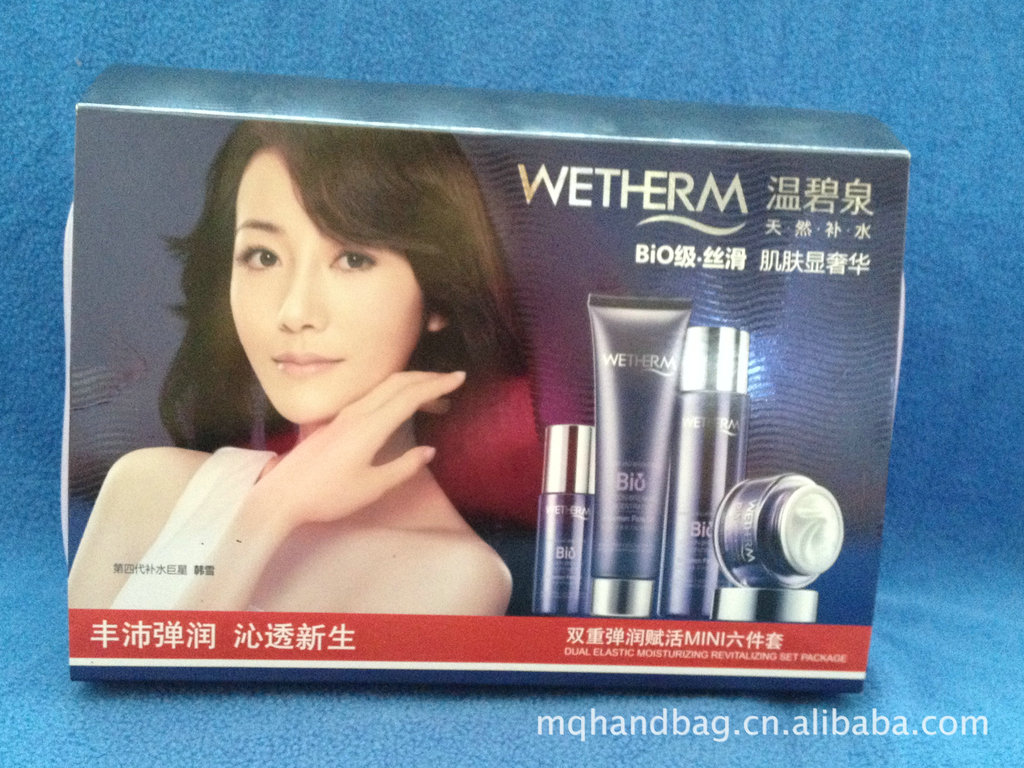 WETHERM 温碧泉
天·然·补·水
BiO级·丝滑 肌肤显奢华
WETHERM
WETHERM
WETHERM
WETHERM
Bio
Bio
Bio
第四代补水巨星 韩雪
丰沛弹润 沁透新生
双重弹润赋活MINI六件套
DUAL ELASTIC MOISTURIZING REVITALIZING SET PACKAGE
mqhandbag.cn.alibaba.com